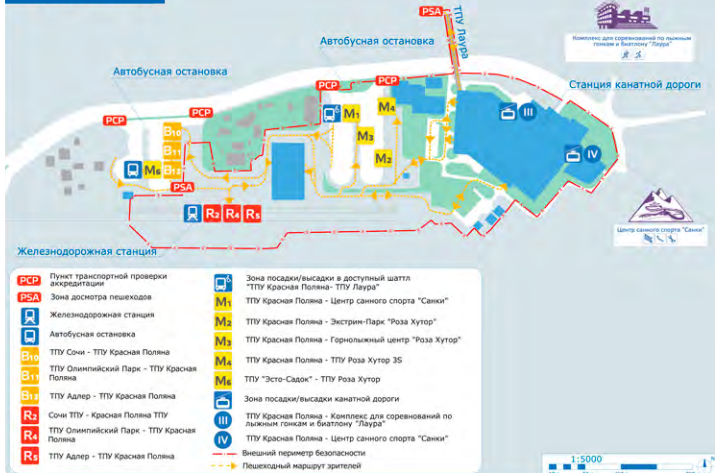 PSA
ТПУ Лаура
Комплекс для соревнований по лыжным
гонкам и биатлону "Лаура"
Автобусная остановка
Автобусная остановка
Станция канатной дороги
PCP
PCP
PCP
PCP
B10
B11
B13
M6
M1
M4
M3
M2
III
IV
PSA
R2
R4
R5
Центр санного спорта "Санки"
Железнодорожная станция
PCP Пункт транспортной проверки
аккредитации
PSA Зона досмотра пешеходов
Железнодорожная станция
Автобусная остановка
B10 ТПУ Сочи - ТПУ Красная Поляна
B11 ТПУ Олимпийский Парк - ТПУ Красная
Поляна
B13 ТПУ Адлер - ТПУ Красная Поляна
R2 Сочи ТПУ - Красная Поляна ТПУ
R4 ТПУ Олимпийский Парк - ТПУ Красная
Поляна
R5 ТПУ Адлер - ТПУ Красная Поляна
Зона посадки/высадки в доступный шаттл
"ТПУ Красная Поляна- ТПУ Лаура"
M1 ТПУ Красная Поляна - Центр санного спорта "Санки"
M2 ТПУ Красная Поляна - Экстрим-Парк "Роза Хутор"
M3 ТПУ Красная Поляна - Горнолыжный центр "Роза Хутор"
M4 ТПУ Красная Поляна - ТПУ Роза Хутор 3S
M6 ТПУ "Эсто-Садок" - ТПУ Роза Хутор
Зона посадки/высадки канатной дороги
III ТПУ Красная Поляна - Комплекс для соревнований по
лыжным гонкам и биатлону "Лаура"
IV ТПУ Красная Поляна - Центр санного спорта "Санки"
Внешний периметр безопасности
Пешеходный маршрут зрителей
1:5000